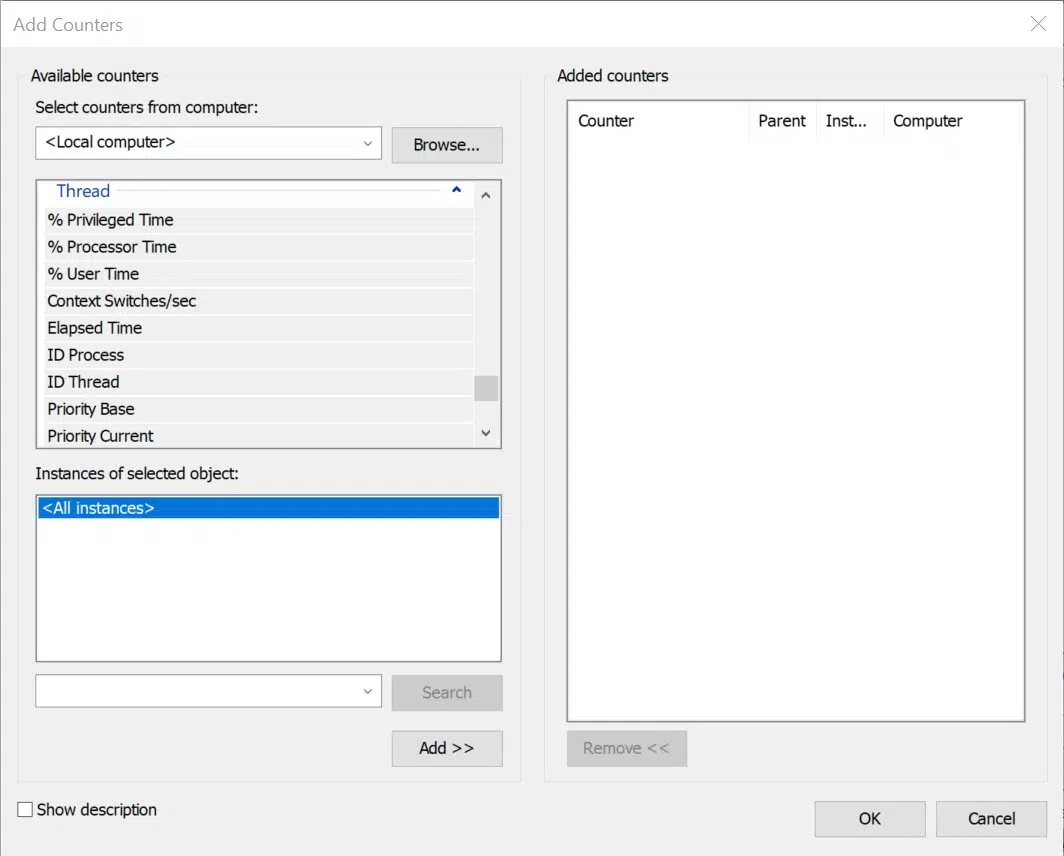 Add Counters
Available counters
Select counters from computer:
<Local computer>
Browse...
Thread
% Privileged Time
% Processor Time
% User Time
Context Switches/sec
Elapsed Time
ID Process
ID Thread
Priority Base
Priority Current
Instances of selected object:
<All instances>
Search
Add >>
Show description
Added counters
Counter Parent Inst... Computer
Remove <<
OK Cancel